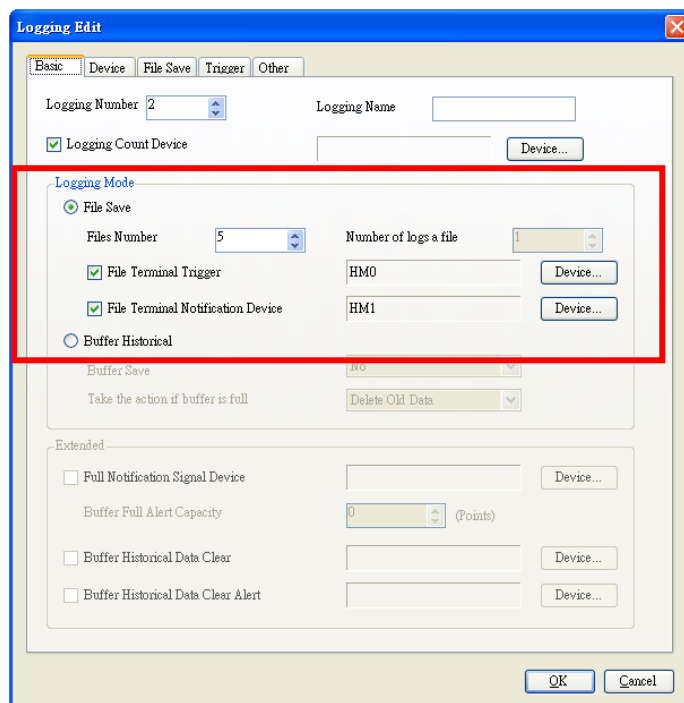 Logging Edit
Basic Device File Save Trigger Other
Logging Number 2 Logging Name
Logging Count Device Device...
Logging Mode
File Save
Files Number 5 Number of logs a file 1
File Terminal Trigger HM0 Device...
File Terminal Notification Device HM1 Device...
Buffer Historical
Buffer Save No
Take the action if buffer is full Delete Old Data
Extended
Full Notification Signal Device Device...
Buffer Full Alert Capacity 0 (Points)
Buffer Historical Data Clear Device...
Buffer Historical Data Clear Alert Device...
OK Cancel